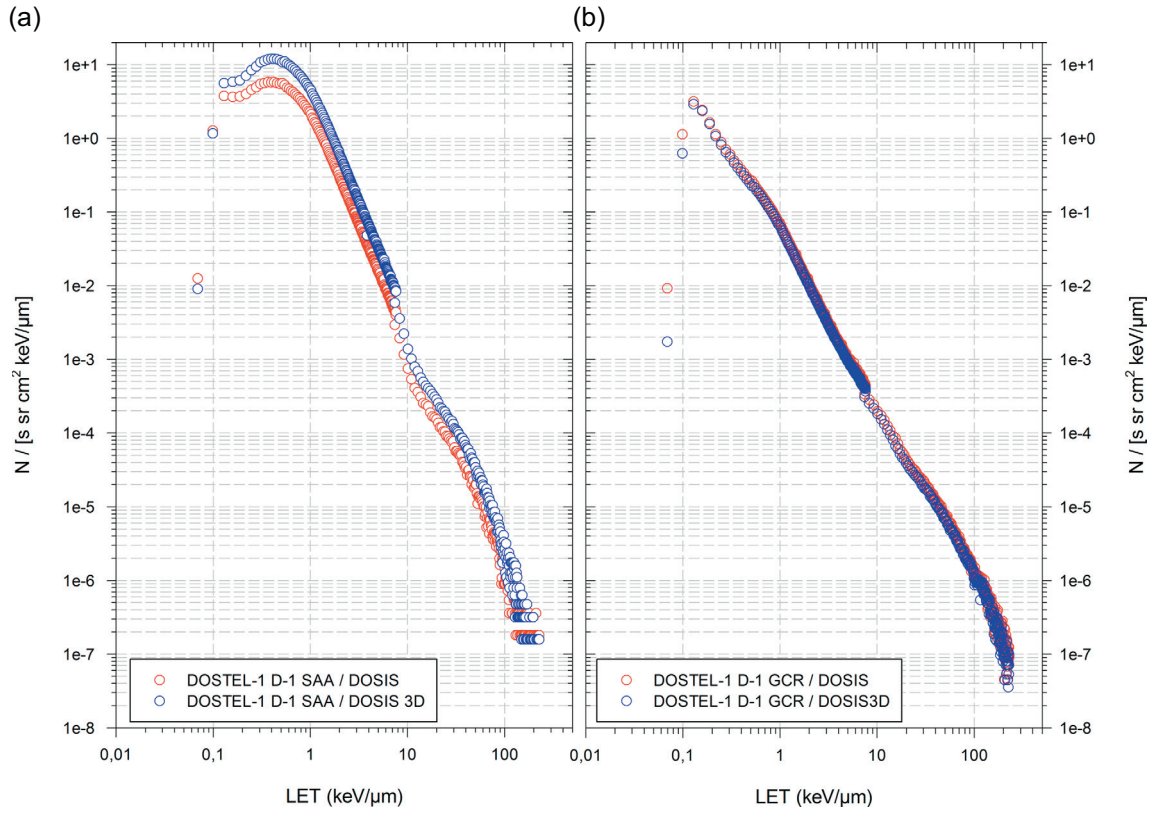 (a)
(b)
1e+1
1e+0
1e-1
1e-2
1e-3
1e-4
1e-5
1e-6
1e-7
1e-8
N / [s sr cm² keV/µm]
0,01
0,1
1
10
100
LET (keV/µm)
DOSTEL-1 D-1 SAA / DOSIS
DOSTEL-1 D-1 SAA / DOSIS 3D
0,01
0,1
1
10
100
LET (keV/µm)
DOSTEL-1 D-1 GCR / DOSIS
DOSTEL-1 D-1 GCR / DOSIS3D
1e+1
1e+0
1e-1
1e-2
1e-3
1e-4
1e-5
1e-6
1e-7
1e-8
N / [s sr cm² keV/µm]